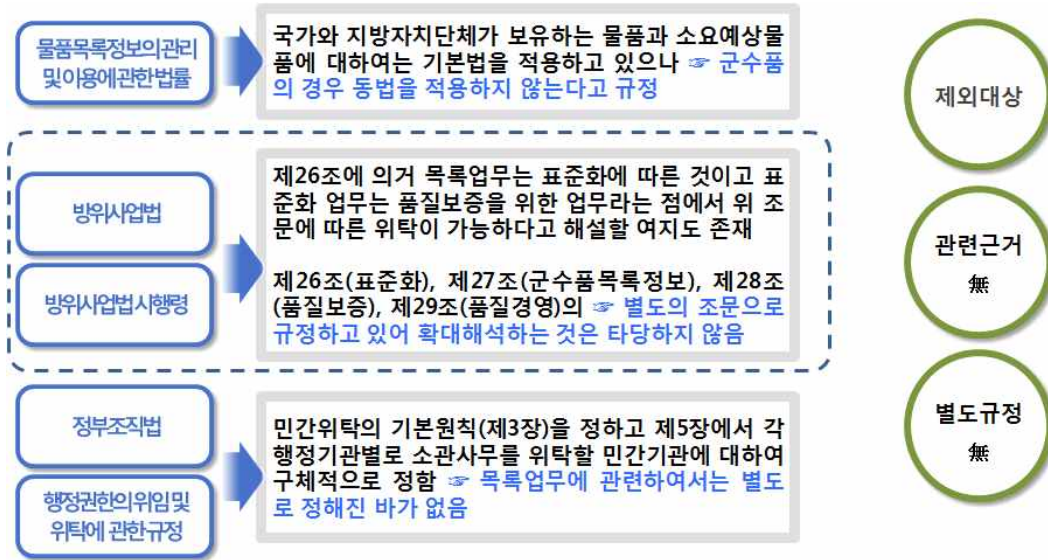 물품목록정보의 관리
및 이용에 관한 법률
국가와 지방자치단체가 보유하는 물품과 소요예상물
품에 대하여는 기본법을 적용하고 있으나 ☞ 군수품
의 경우 동법을 적용하지 않는다고 규정
제외대상
방위사업법
방위사업법 시행령
제26조에 의거 목록업무는 표준화에 따른 것이고 표
준화 업무는 품질보증을 위한 업무라는 점에서 위 조
문에 따른 위탁이 가능하다고 해설할 여지도 존재
제26조(표준화), 제27조(군수품목록정보), 제28조
(품질보증), 제29조(품질경영)의 ☞ 별도의 조문으로
규정하고 있어 확대해석하는 것은 타당하지 않음
관련근거
無
정부조직법
행정권한의 위임 및
위탁에 관한 규정
민간위탁의 기본원칙(제3장)을 정하고 제5장에서 각
행정기관별로 소관사무를 위탁할 민간기관에 대하여
구체적으로 정함 ☞ 목록업무에 관련하여서는 별도
로 정해진 바가 없음
별도규정
無